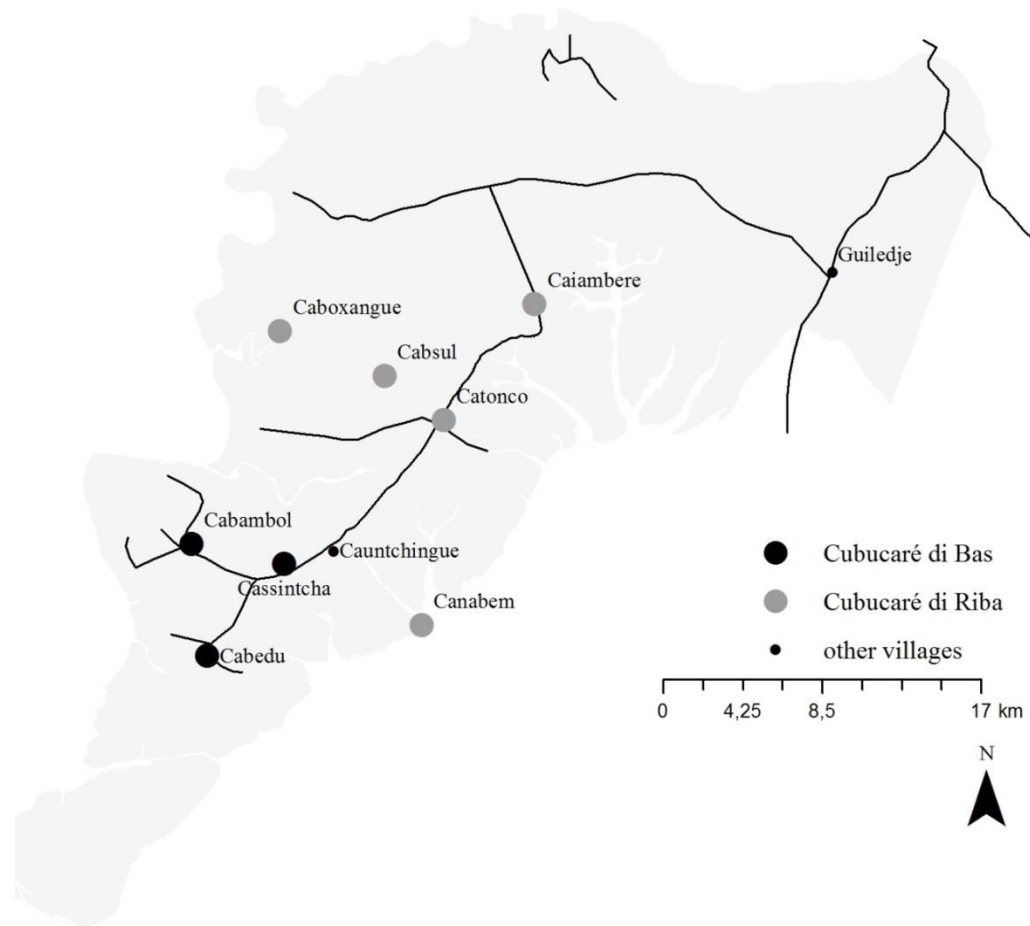 Guiledje
Caiambere
Caboxangue
Cabsul
Catonco
Cabambol
Cauntchingue
Cassintcha
Canabem
Cabedu
Cubucaré di Bas
Cubucaré di Riba
other villages
0 4,25 8,5 17 km
N